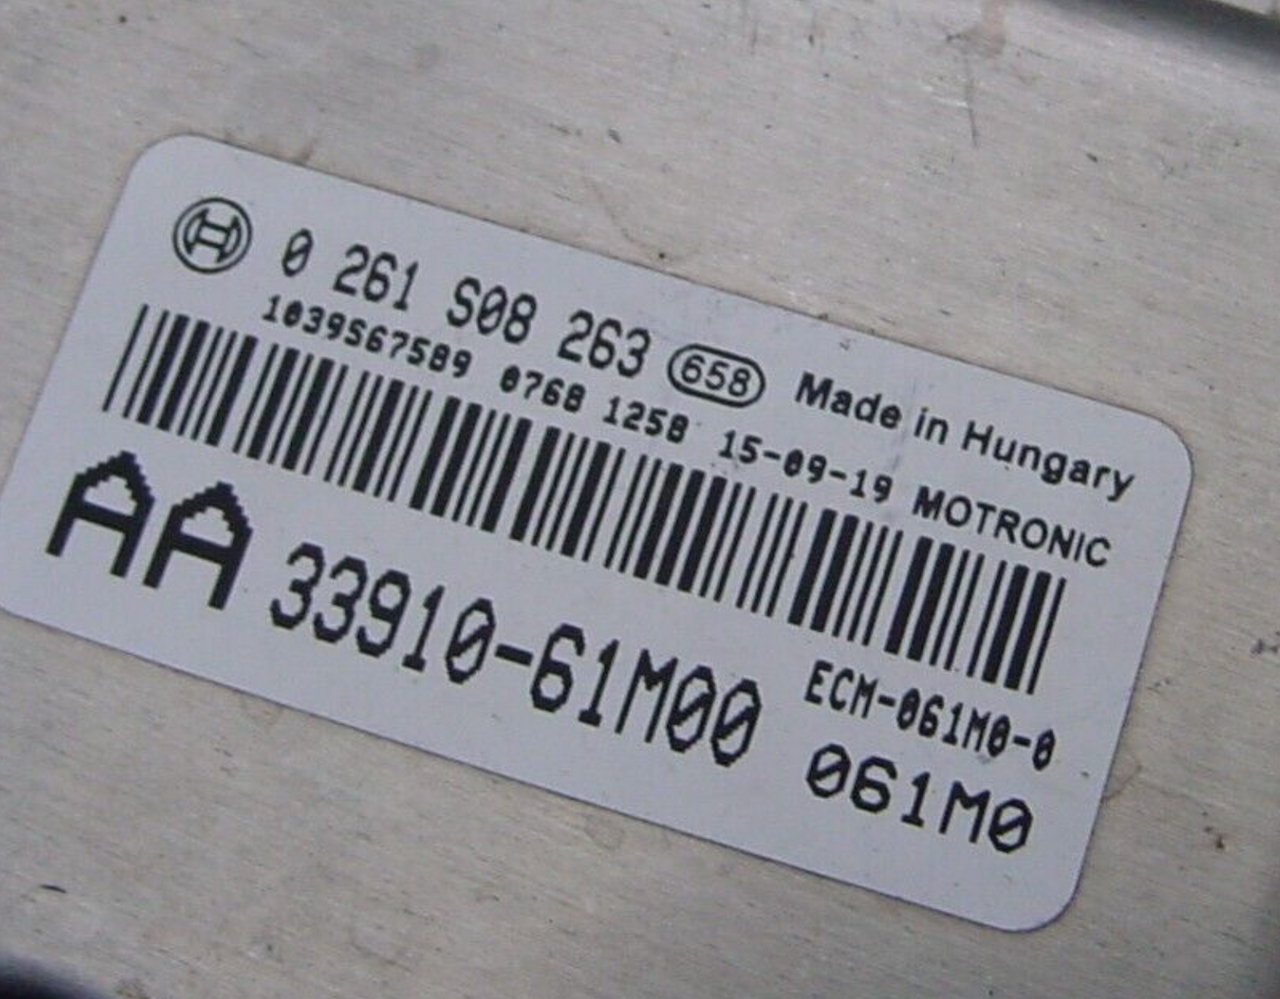 0 261 S08 263 658 Made in Hungary
1039S67589 0768 1258 15-09-19 MOTRONIC
AA 33910-61M00 ECM-061M0-0
061M0